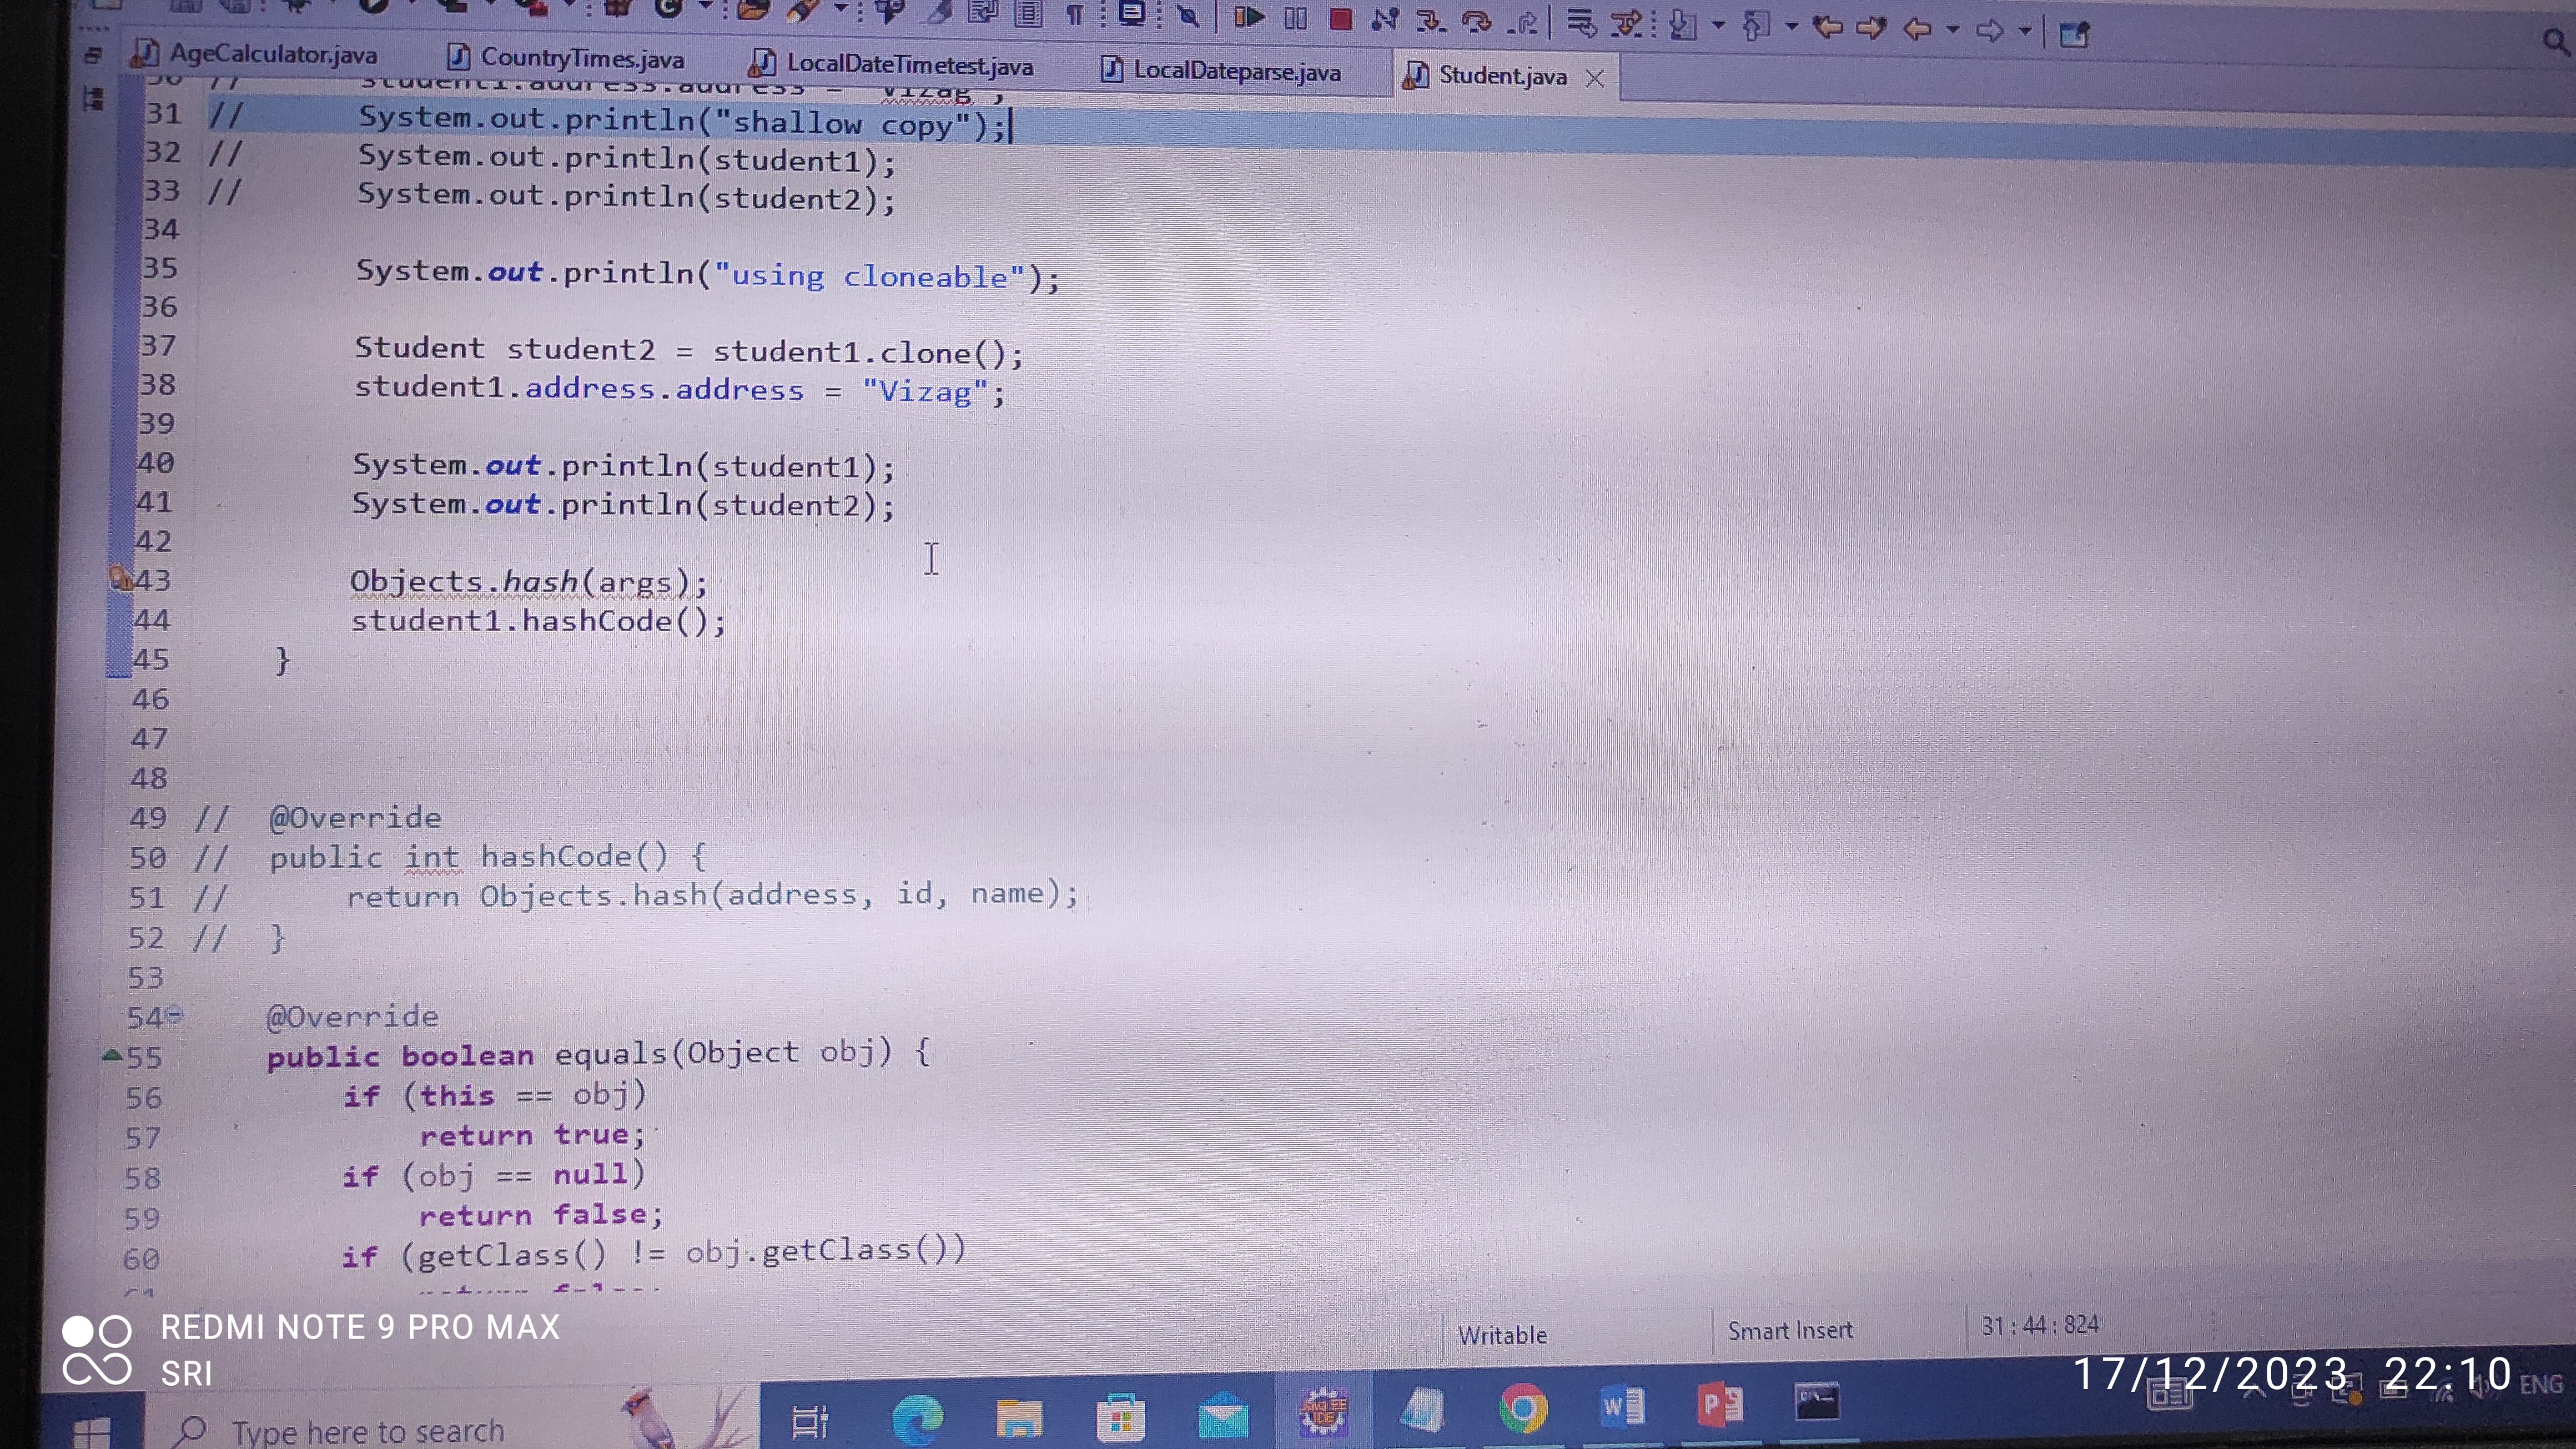 AgeCalculator.java CountryTimes.java LocalDateTimetest.java LocalDateparse.java Student.java
30 // student1.address.address = "Vizag";
31 // System.out.println("shallow copy");
32 // System.out.println(student1);
33 // System.out.println(student2);
34
35 System.out.println("using cloneable");
36
37 Student student2 = student1.clone();
38 student1.address.address = "Vizag";
39
40 System.out.println(student1);
41 System.out.println(student2);
42
43 Objects.hash(args);
44 student1.hashCode();
45 }
46
47
48
49 // @Override
50 // public int hashCode() {
51 // return Objects.hash(address, id, name);
52 // }
53
54 @Override
55 public boolean equals(Object obj) {
56 if (this == obj)
57 return true;
58 if (obj == null)
59 return false;
60 if (getClass() != obj.getClass())
REDMI NOTE 9 PRO MAX
SRI
Writable Smart Insert 31 : 44 : 824
17/12/2023 22:10
ENG
Type here to search